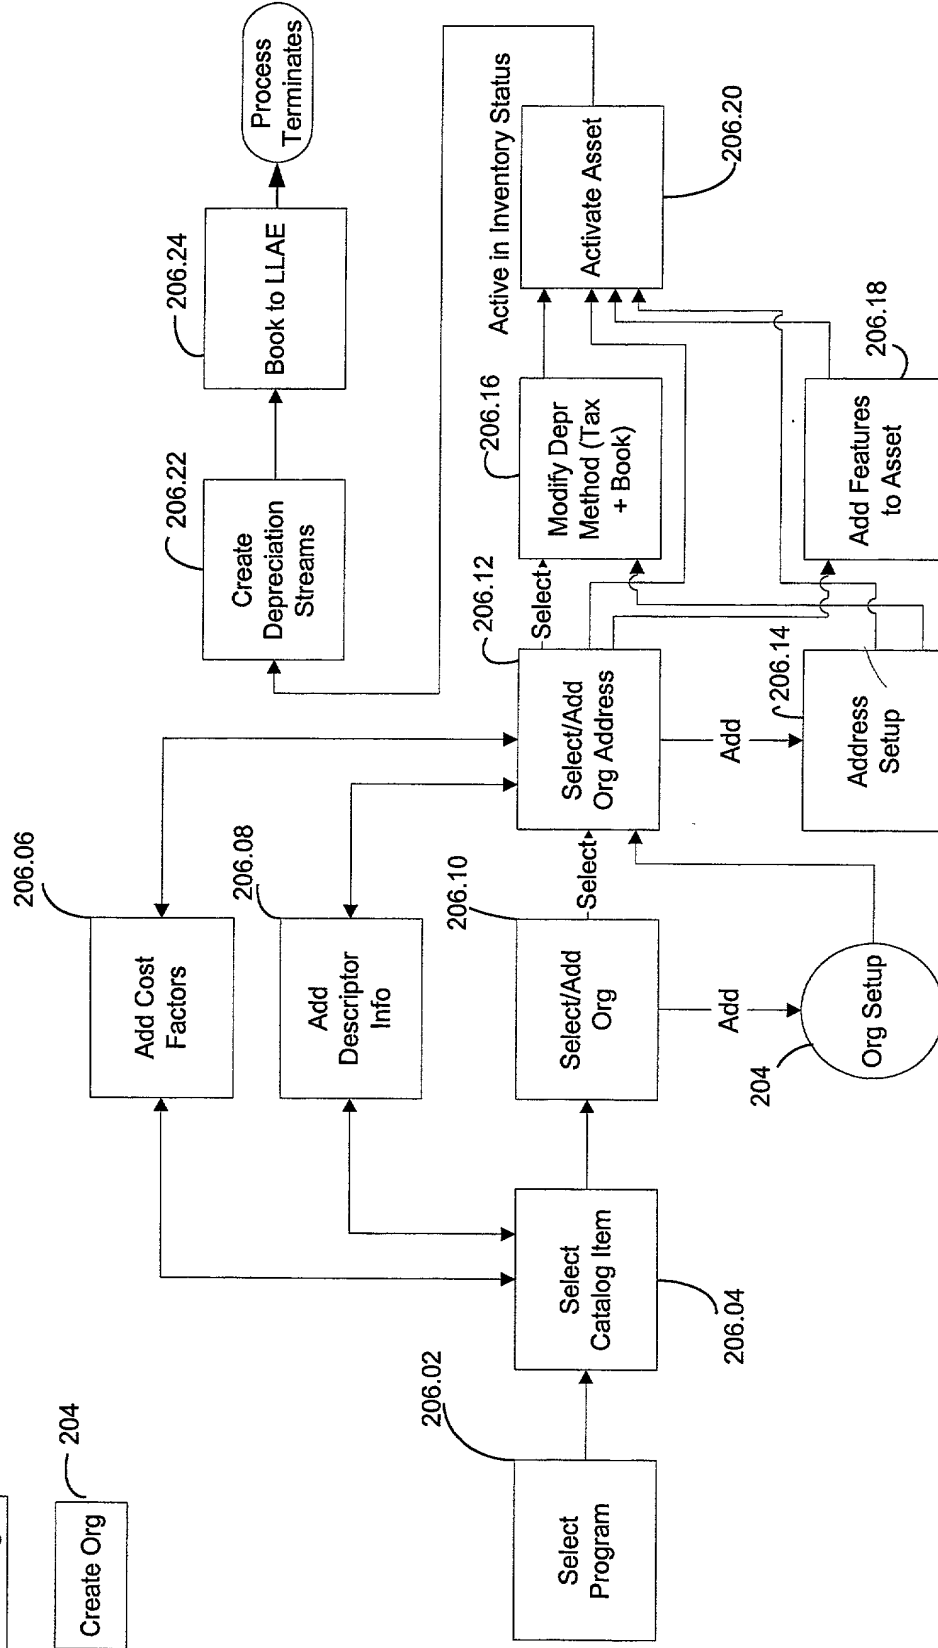 204
Create Org
206.06
Add Cost
Factors
206.08
Add
Descriptor
Info
206.22
Create
Depreciation
Streams
206.24
Book to LLAE
Process
Terminates
206.02
Select
Program
206.04
Select
Catalog Item
206.10
Select/Add
Org
Select
Add
204
Org Setup
206.12
Select/Add
Org Address
Select
Add
206.14
Address
Setup
206.16
Modify Depr
Method (Tax
+ Book)
206.18
Add Features
to Asset
Active in Inventory Status
Activate Asset
206.20